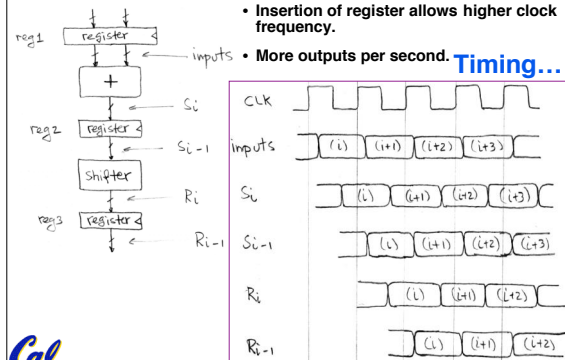 • Insertion of register allows higher clock
frequency.
• More outputs per second.
Timing...
reg1
register
inputs
+
Si
reg2
register
Si-1
shifter
Ri
reg3
register
Ri-1
CLK
inputs (i) (i+1) (i+2) (i+3)
Si (i) (i+1) (i+2) (i+3)
Si-1 (i) (i+1) (i+2) (i+3)
Ri (i) (i+1) (i+2)
Ri-1 (i) (i+1) (i+2)
Cal